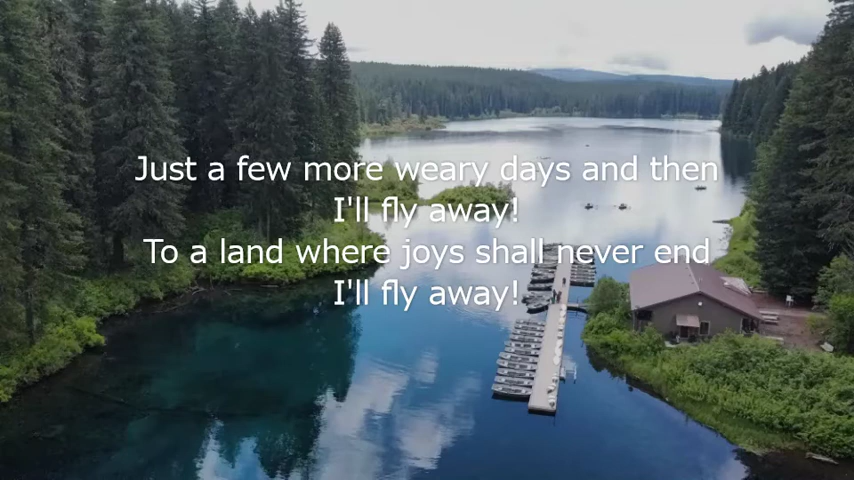 Just a few more weary days and then
I'll fly away!
To a land where joys shall never end
I'll fly away!